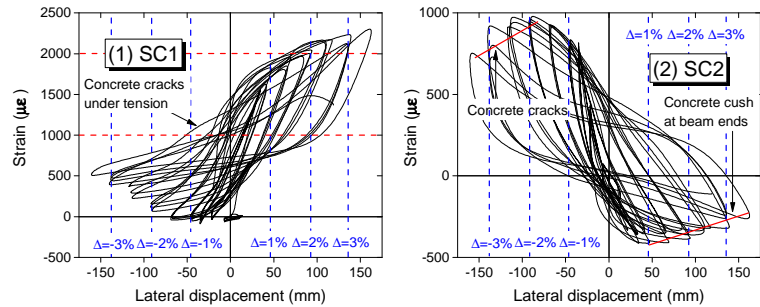 2500
2000
1500
1000
500
0
-500
Strain (με)
(1) SC1
Concrete cracks
under tension
Δ=-3% Δ=-2% Δ=-1%
Δ=1% Δ=2% Δ=3%
-150 -100 -50 0 50 100 150
Lateral displacement (mm)
1000
500
0
-500
Strain (με)
Δ=1% Δ=2% Δ=3%
(2) SC2
Concrete cracks
Concrete cush
at beam ends
Δ=-3% Δ=-2% Δ=-1%
-150 -100 -50 0 50 100 150
Lateral displacement (mm)